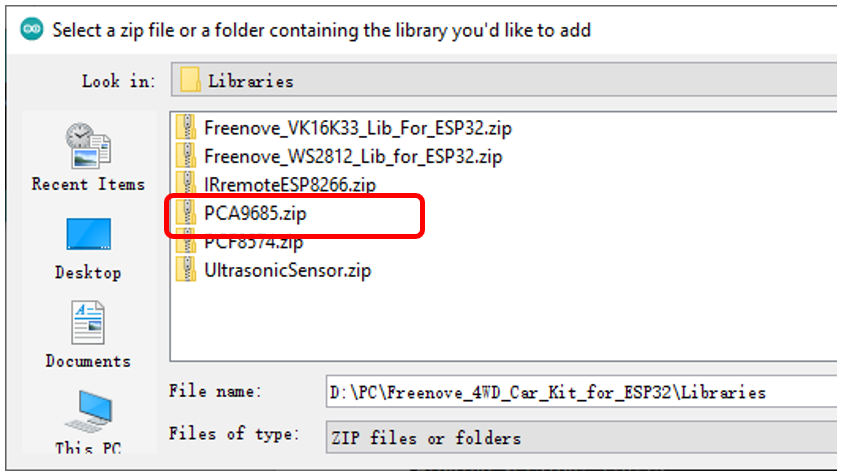 Select a zip file or a folder containing the library you'd like to add
Look in: Libraries
Freenove_VK16K33_Lib_For_ESP32.zip
Freenove_WS2812_Lib_for_ESP32.zip
IRremoteESP8266.zip
PCA9685.zip
PCF8574.zip
UltrasonicSensor.zip
Recent Items
Desktop
Documents
This PC
File name: D:\PC\Freenove_4WD_Car_Kit_for_ESP32\Libraries
Files of type: ZIP files or folders